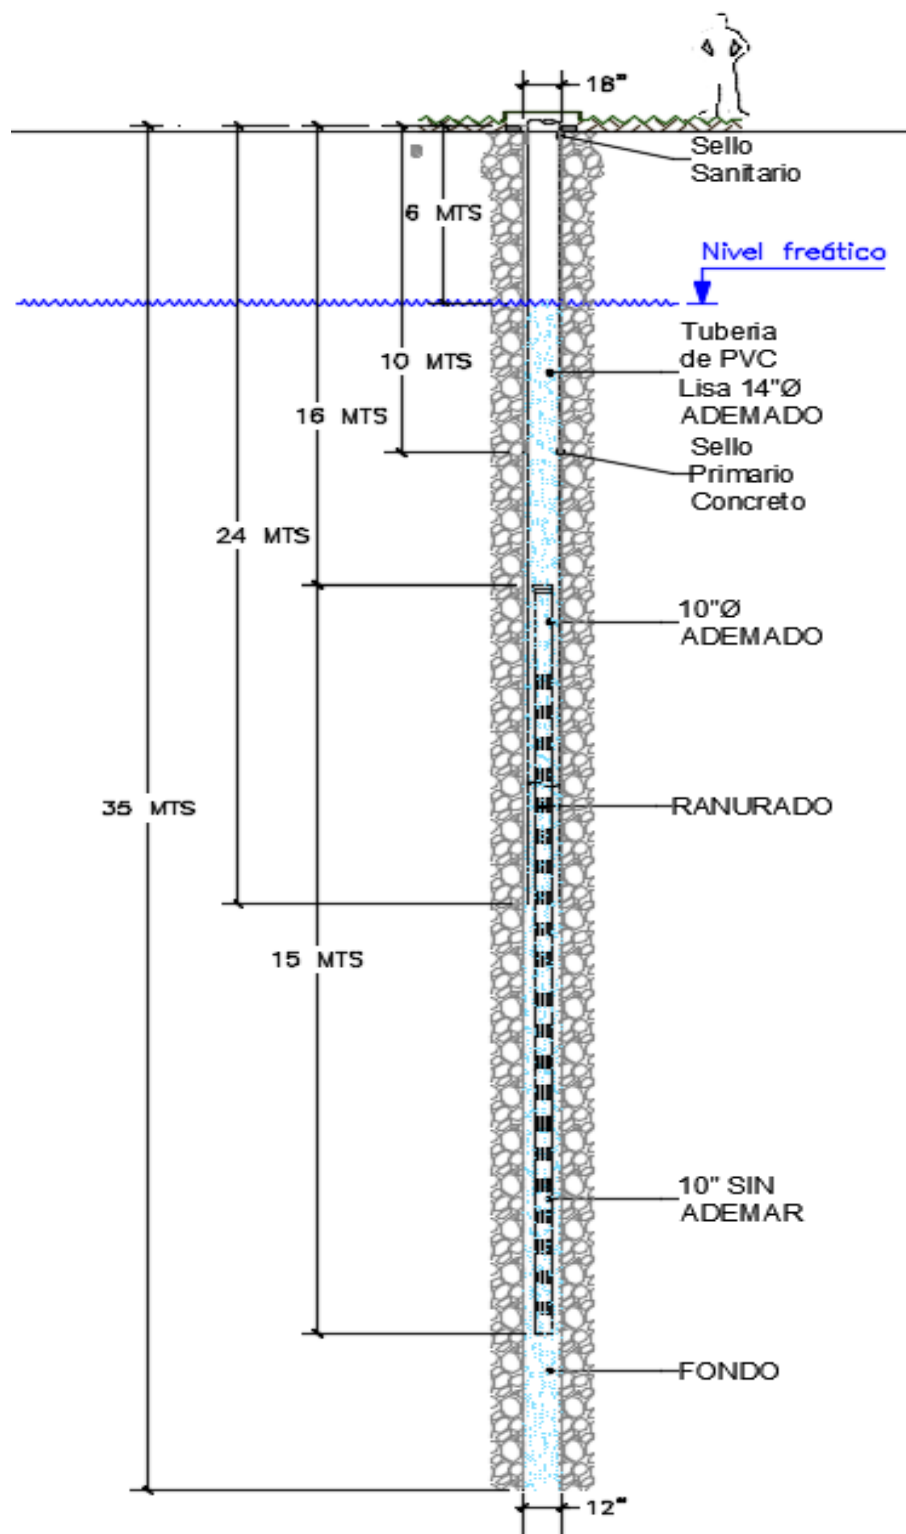 18"
Sello
Sanitario
6 MTS
Nivel freático
Tuberia
de PVC
Lisa 14"Ø
ADEMADO
10 MTS
16 MTS
Sello
Primario
Concreto
24 MTS
10"Ø
ADEMADO
35 MTS
RANURADO
15 MTS
10" SIN
ADEMAR
FONDO
12"